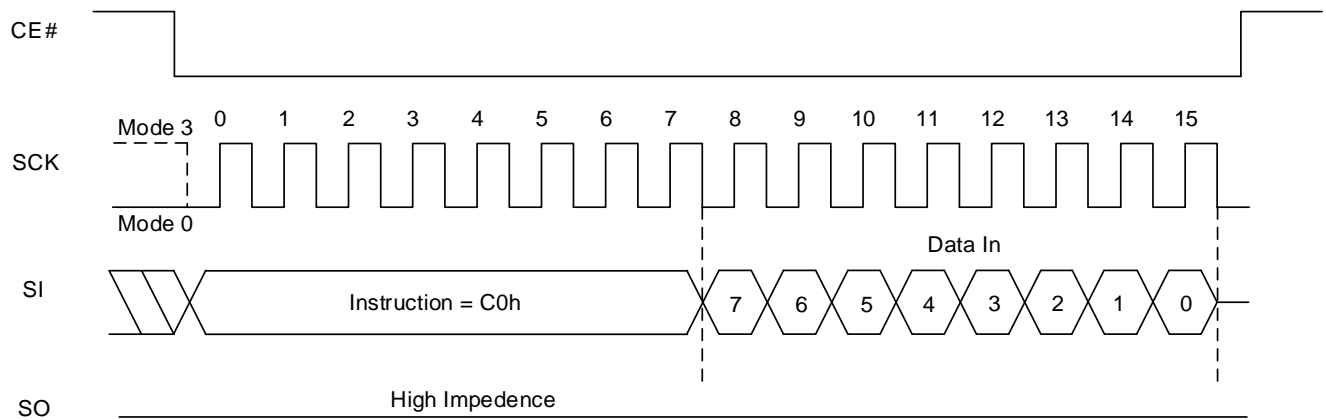 CE#
Mode 3
0 1 2 3 4 5 6 7 8 9 10 11 12 13 14 15
SCK
Mode 0
Data In
SI
Instruction = C0h
7 6 5 4 3 2 1 0
High Impedence
SO